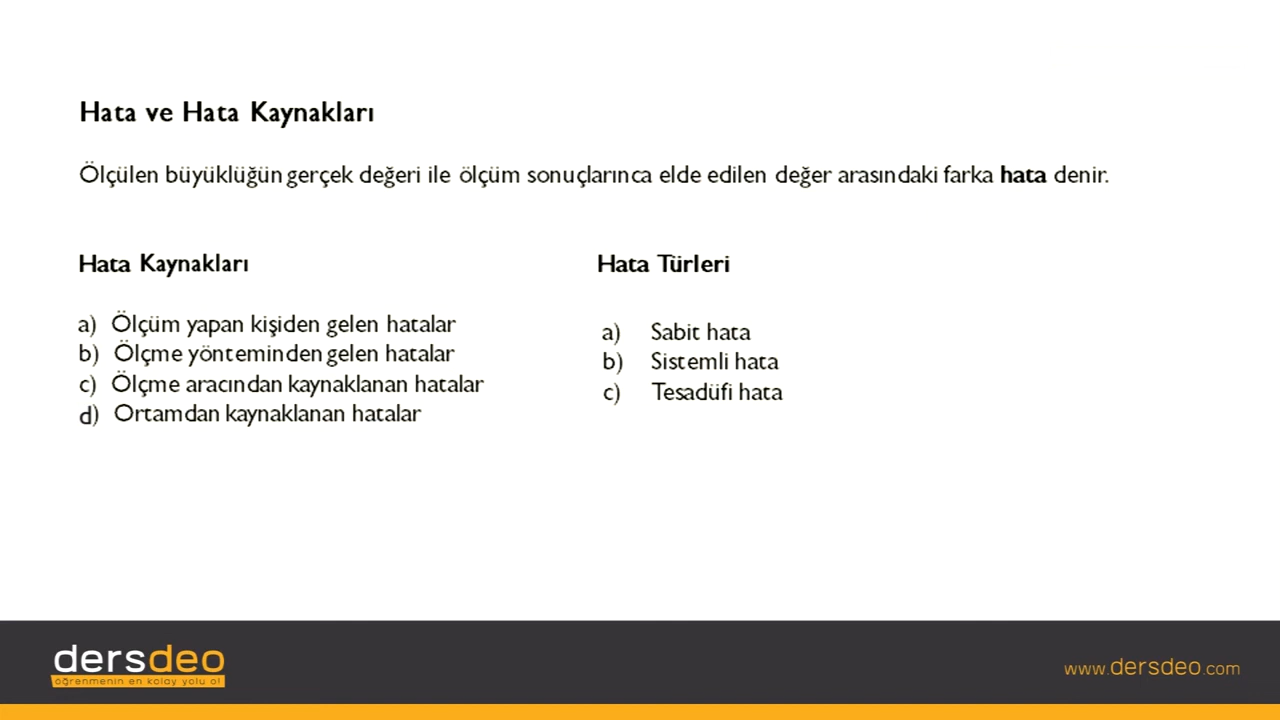 Hata ve Hata Kaynakları
Ölçülen büyüklüğün gerçek değeri ile ölçüm sonuçlarınca elde edilen değer arasındaki farka hata denir.
Hata Kaynakları
a) Ölçüm yapan kişiden gelen hatalar
b) Ölçme yönteminden gelen hatalar
c) Ölçme aracından kaynaklanan hatalar
d) Ortamdan kaynaklanan hatalar
Hata Türleri
a) Sabit hata
b) Sistemli hata
c) Tesadüfi hata
dersdeo
öğrenmenin en kolay yolu o!
www.dersdeo.com